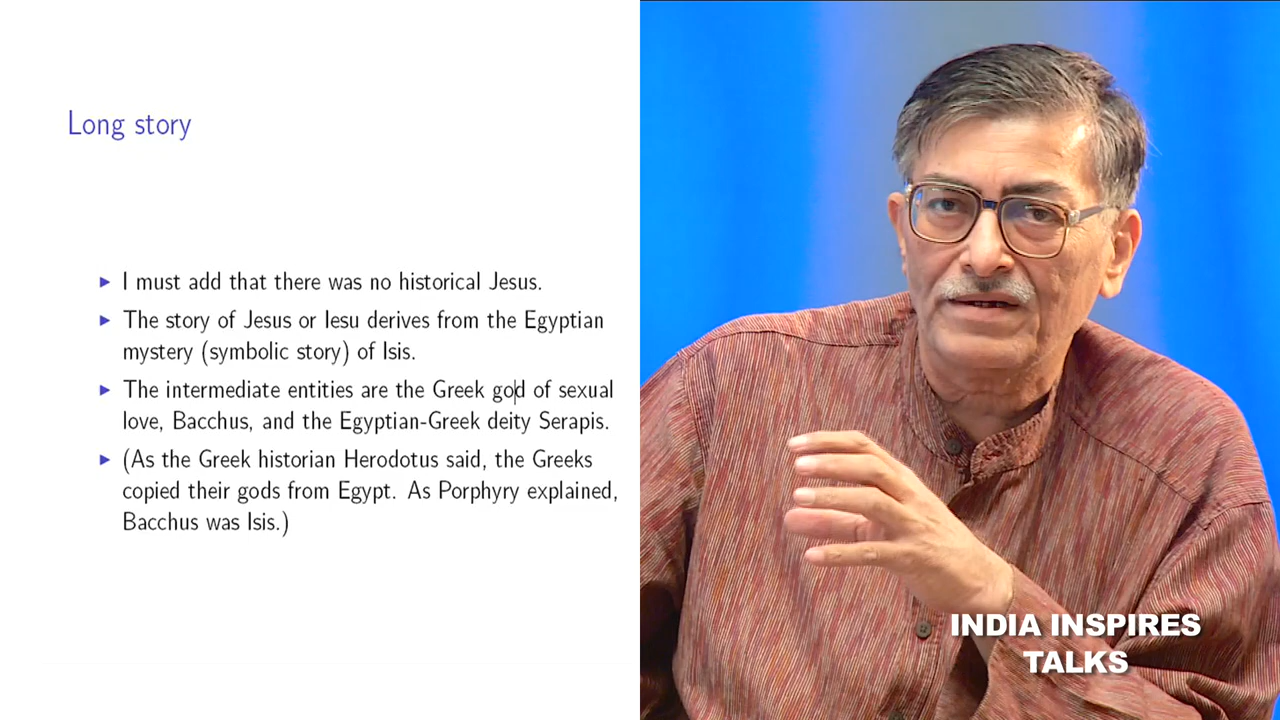 Long story
► I must add that there was no historical Jesus.
► The story of Jesus or Iesu derives from the Egyptian
mystery (symbolic story) of Isis.
► The intermediate entities are the Greek god of sexual
love, Bacchus, and the Egyptian-Greek deity Serapis.
► (As the Greek historian Herodotus said, the Greeks
copied their gods from Egypt. As Porphyry explained,
Bacchus was Isis.)
INDIA INSPIRES
TALKS